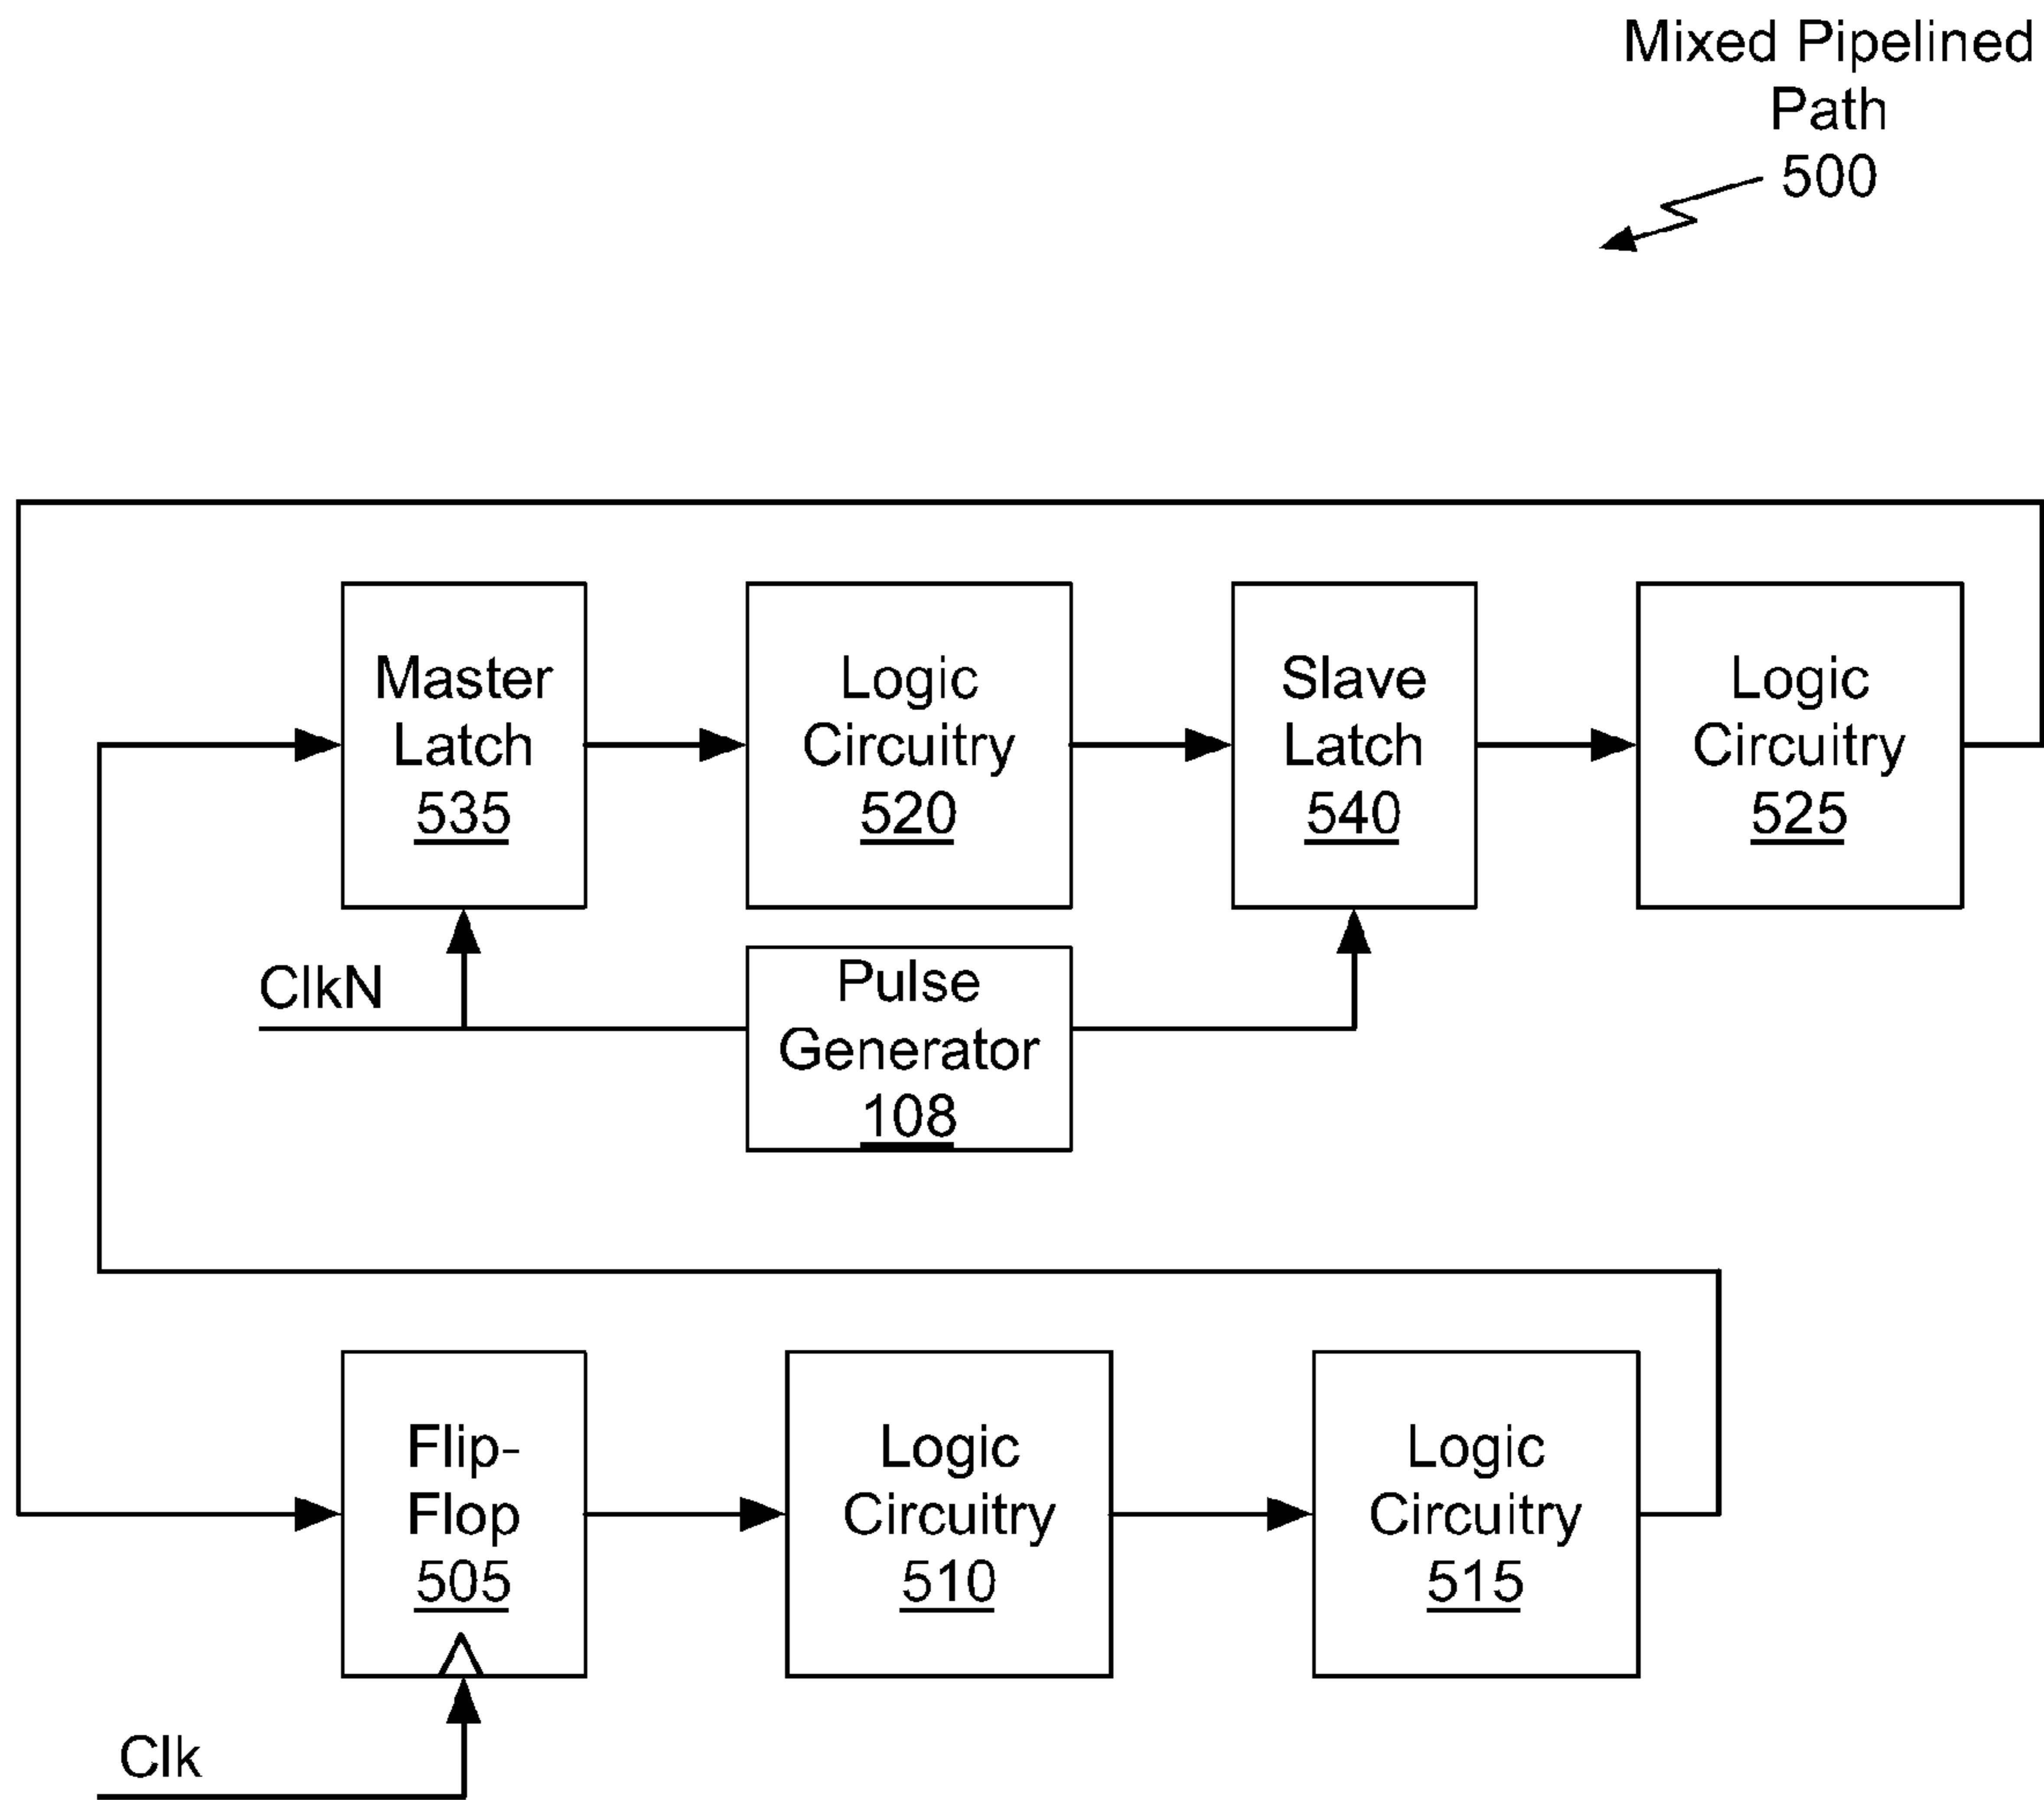 Mixed Pipelined
Path
500
Master
Latch
535
Logic
Circuitry
520
Slave
Latch
540
Logic
Circuitry
525
ClkN
Pulse
Generator
108
Flip-
Flop
505
Logic
Circuitry
510
Logic
Circuitry
515
Clk